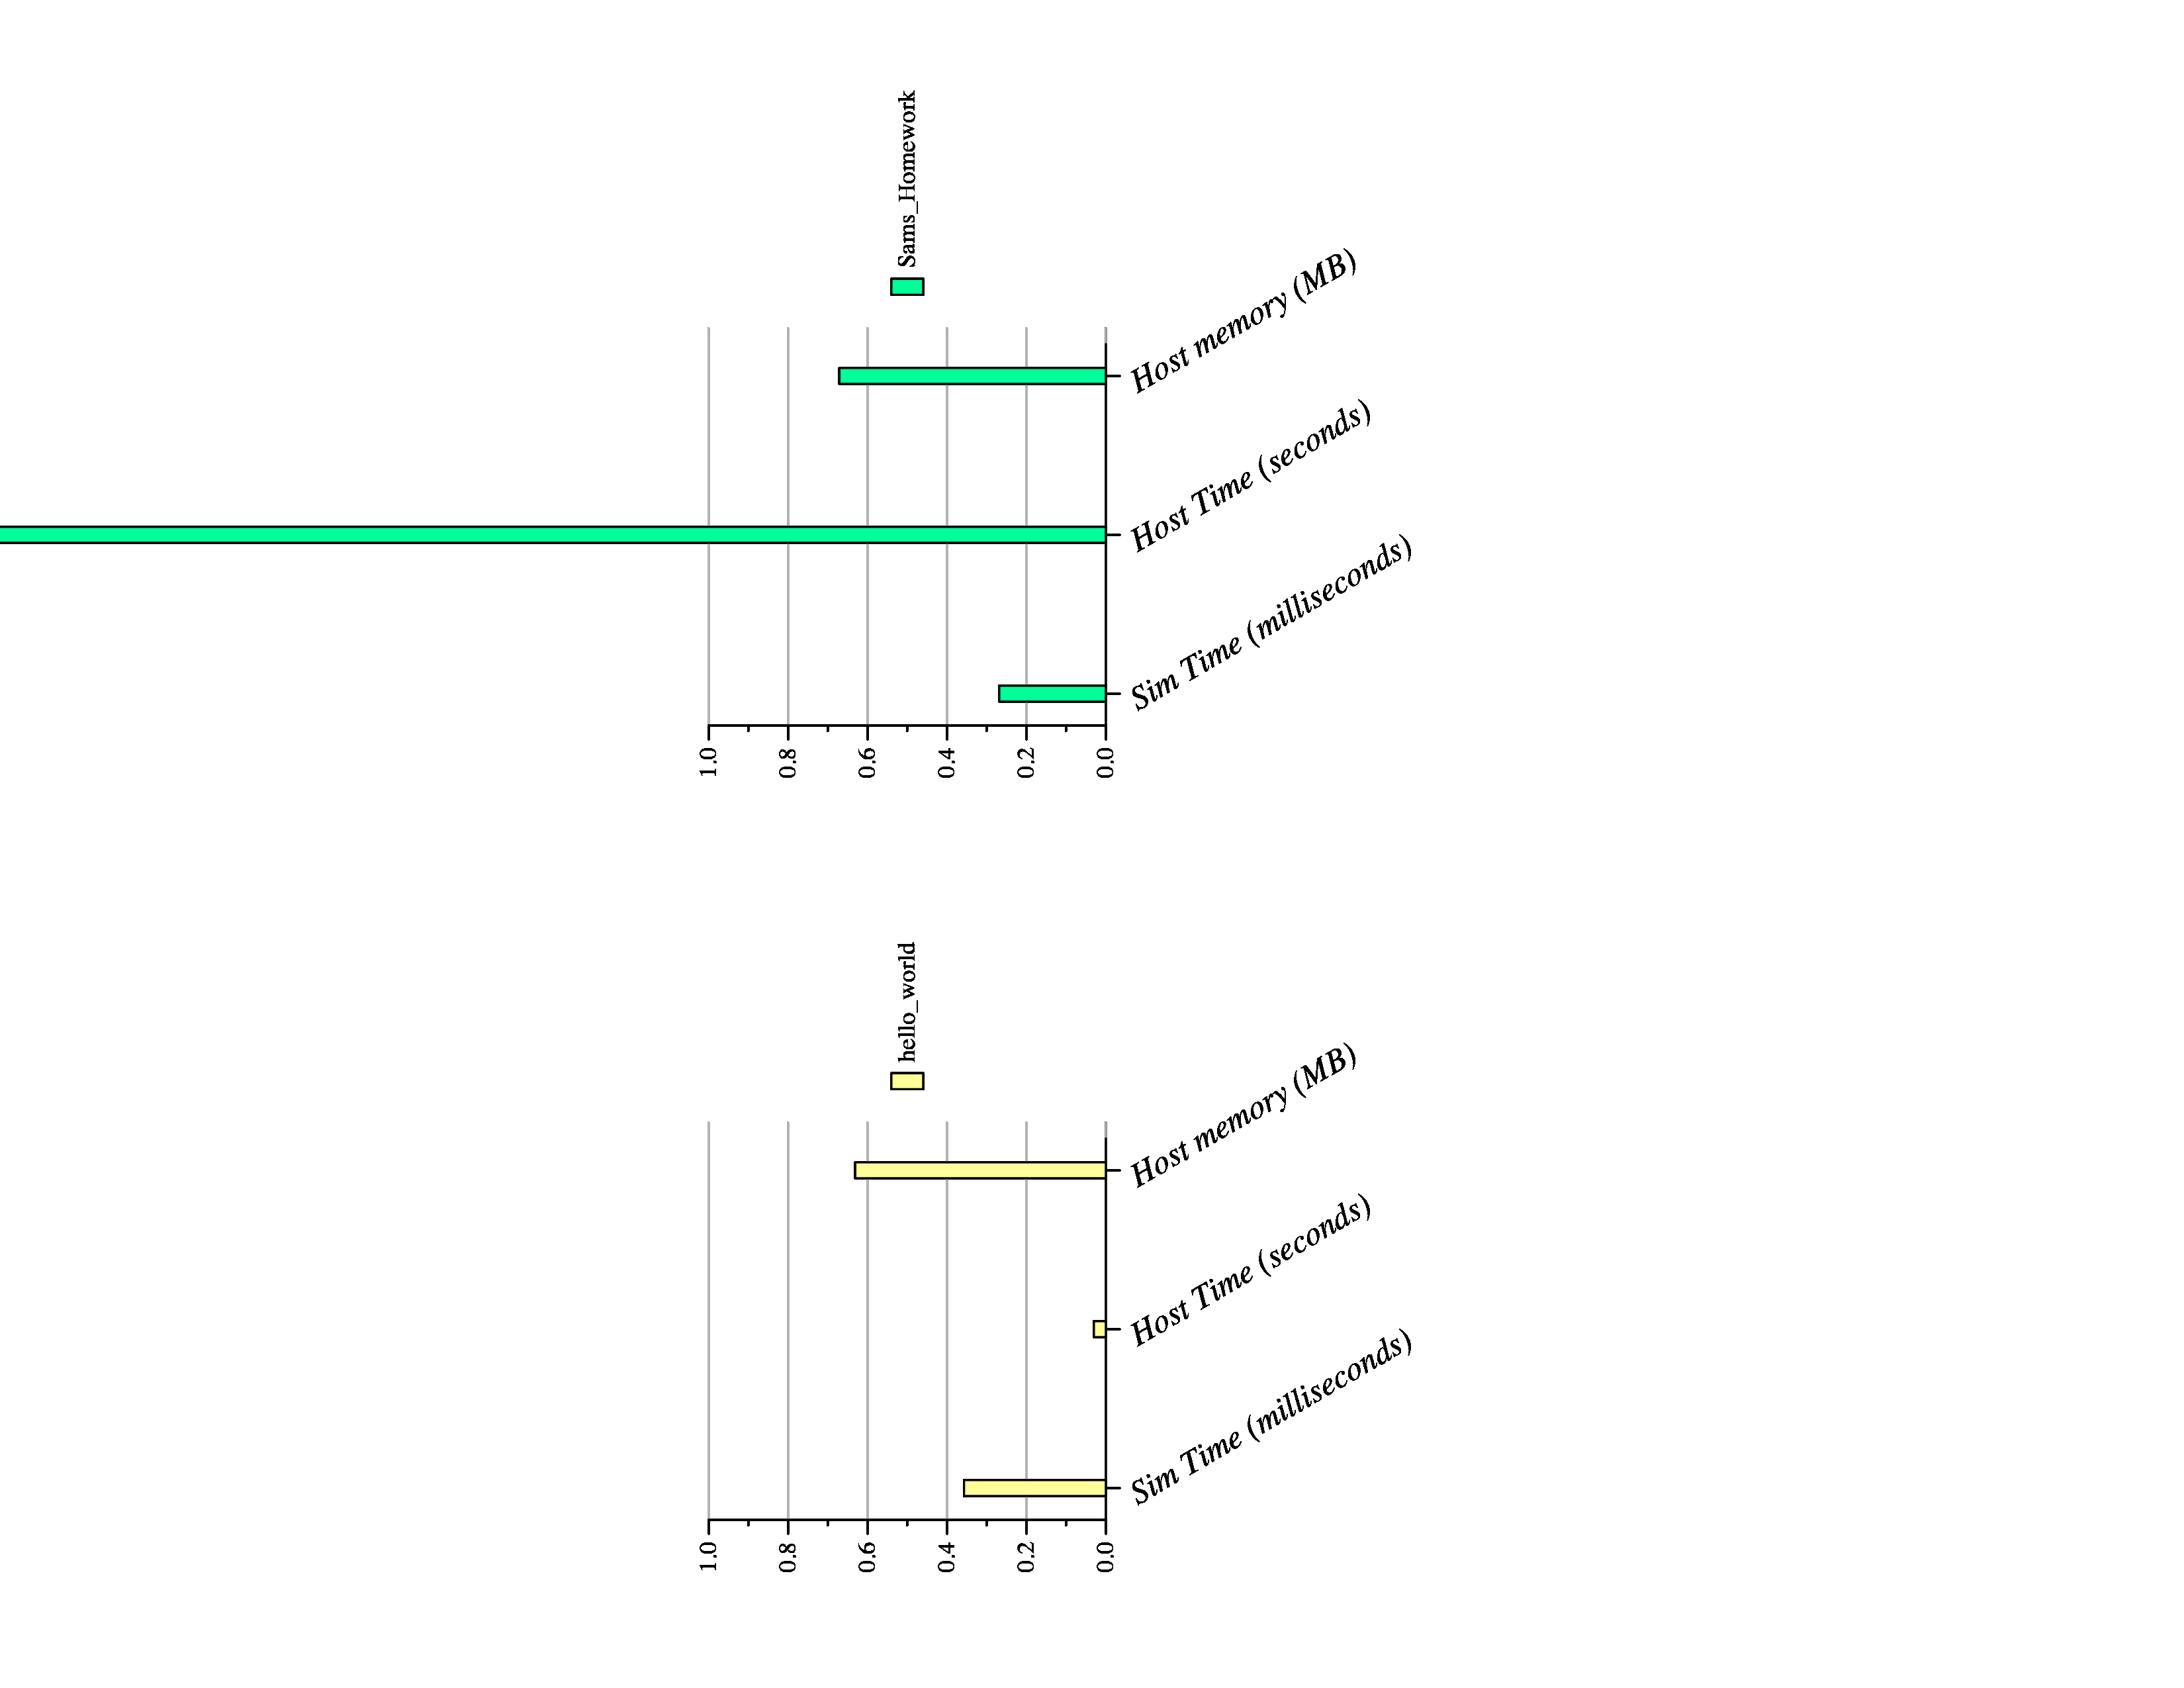 1.0
0.8
0.6
0.4
0.2
0.0
Sim Time (milliseconds)
Host Time (seconds)
Host memory (MB)
hello_world
1.0
0.8
0.6
0.4
0.2
0.0
Sim Time (milliseconds)
Host Time (seconds)
Host memory (MB)
Sams_Homework